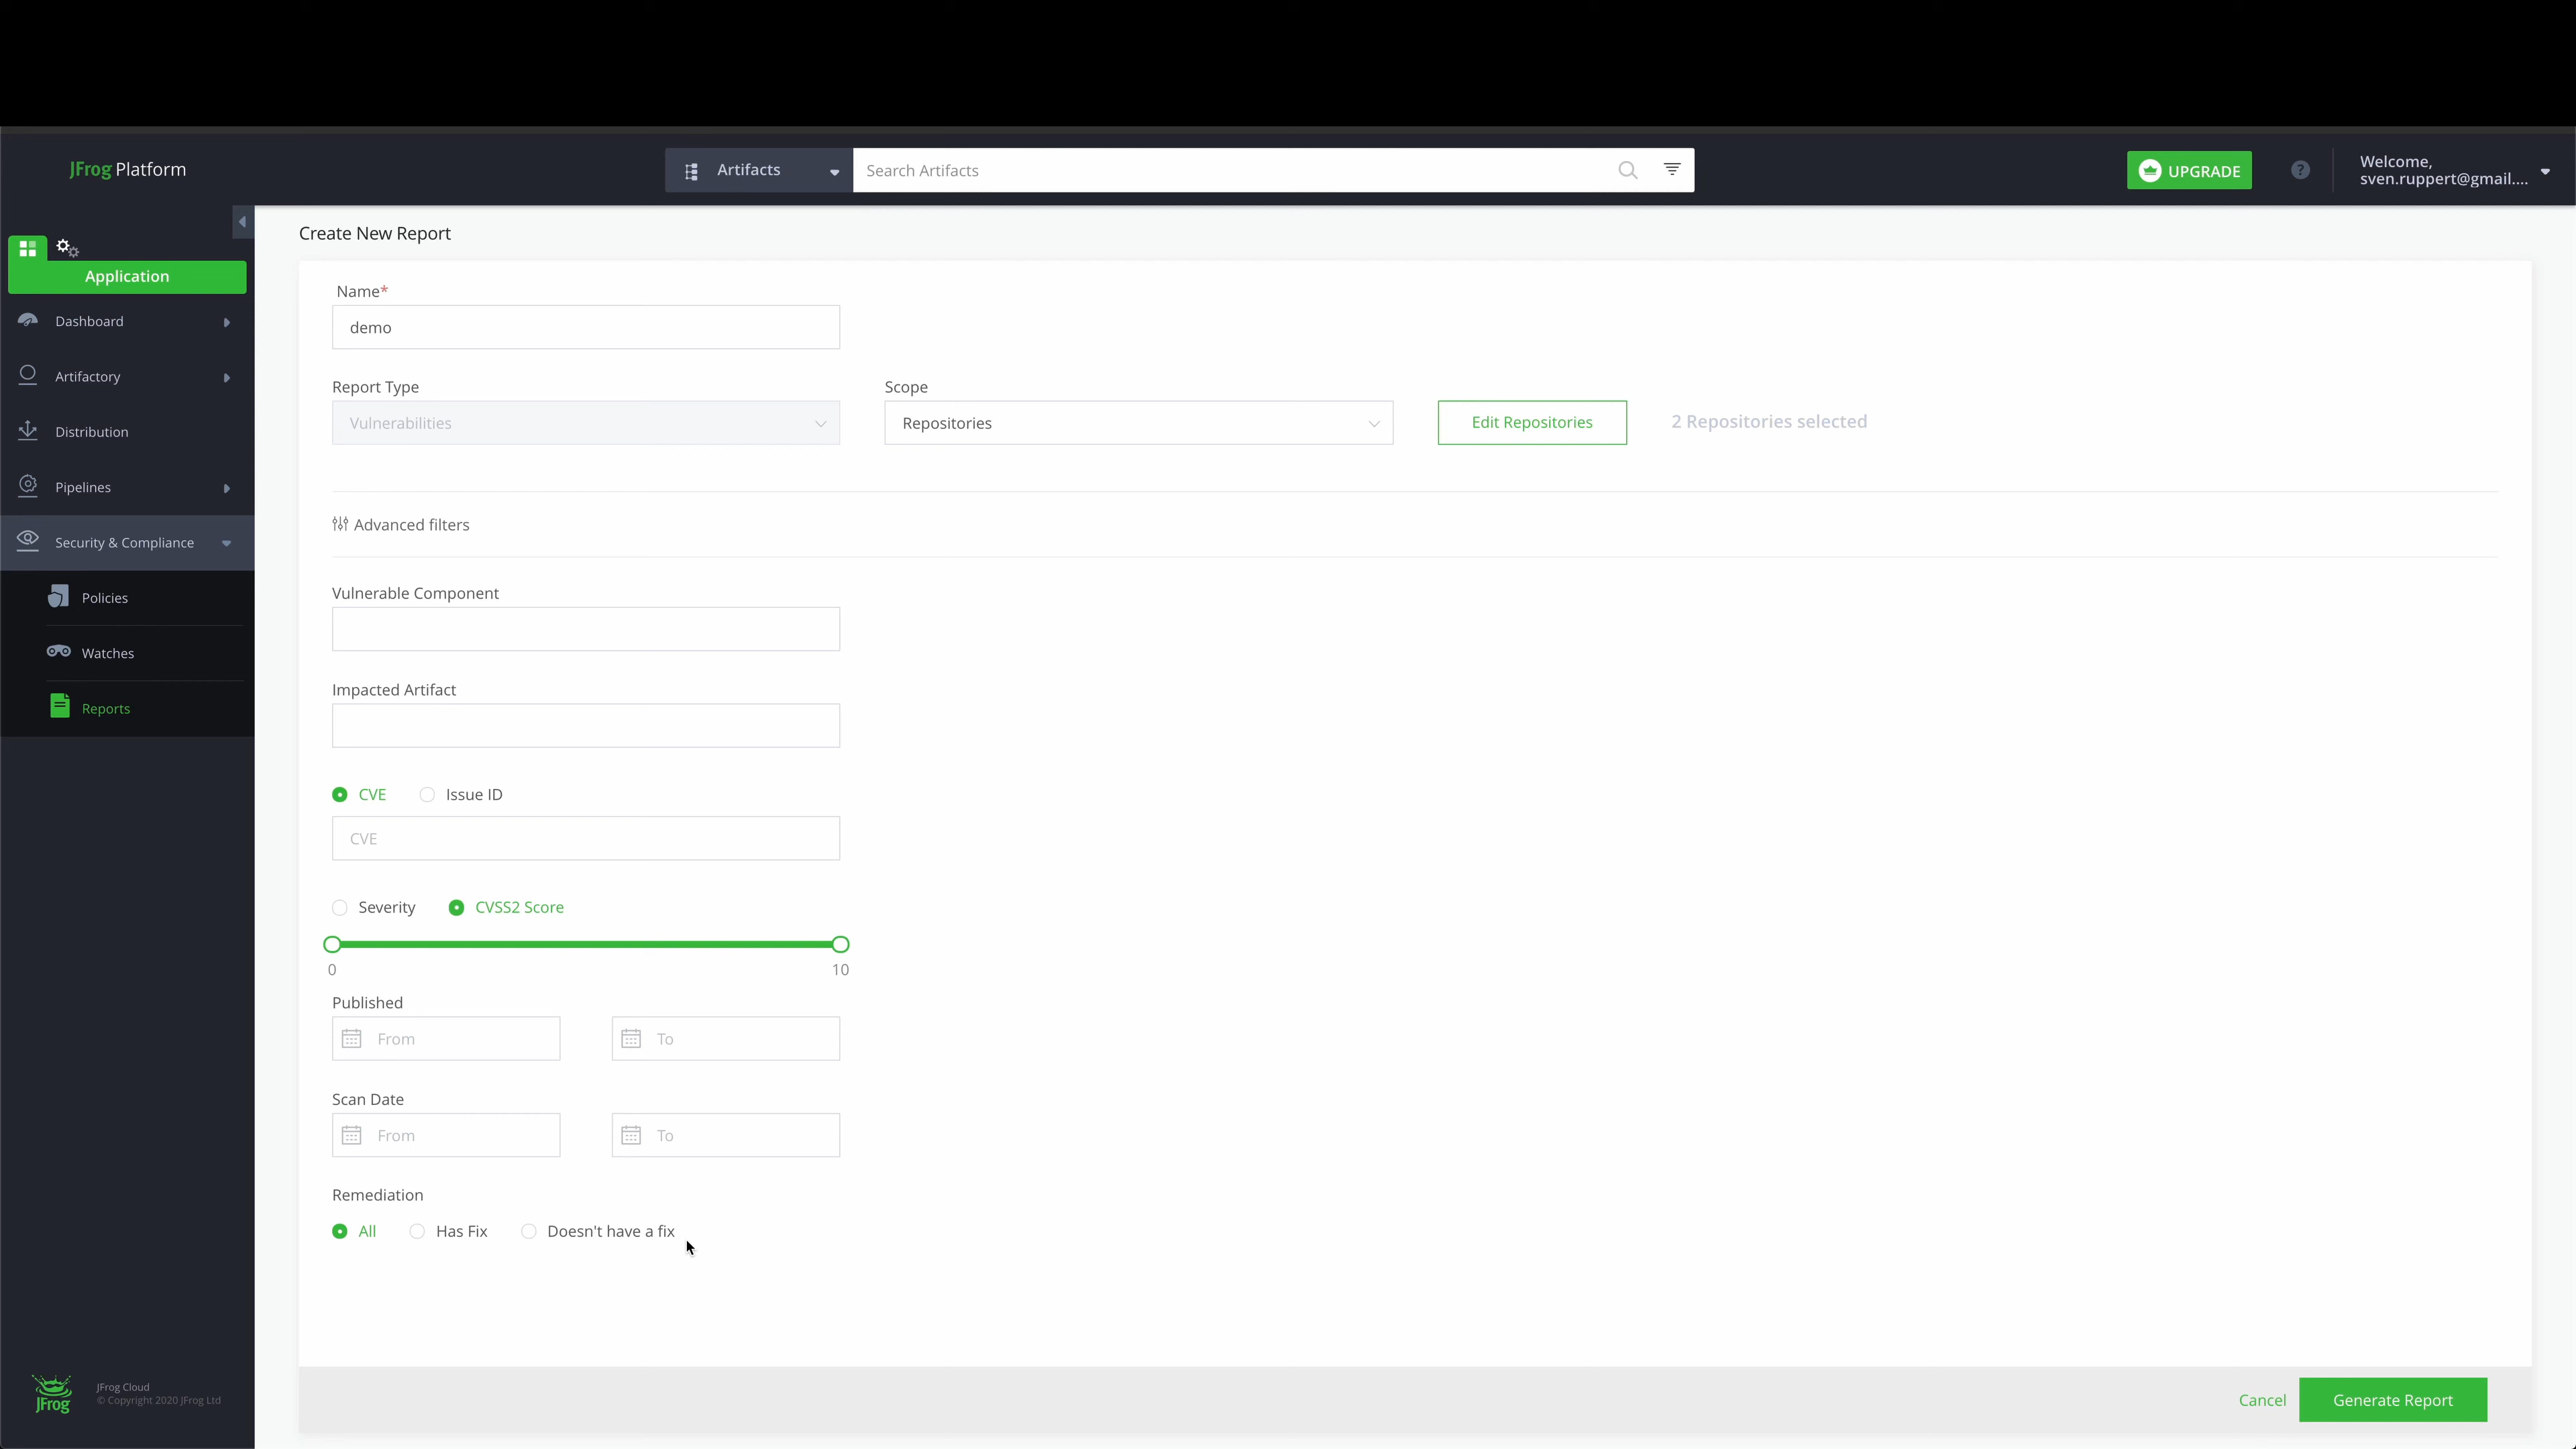 JFrog Platform
Artifacts
Search Artifacts
UPGRADE
?
Welcome,
sven.ruppert@gmail....
Application
Dashboard
Artifactory
Distribution
Pipelines
Security & Compliance
Policies
Watches
Reports
JFrog
JFrog Cloud
© Copyright 2020 JFrog Ltd
Create New Report
Name*
demo
Report Type
Scope
Vulnerabilities
Repositories
Edit Repositories
2 Repositories selected
Advanced filters
Vulnerable Component
Impacted Artifact
CVE
Issue ID
CVE
Severity
CVSS2 Score
0
10
Published
From
To
Scan Date
From
To
Remediation
All
Has Fix
Doesn't have a fix
Cancel
Generate Report